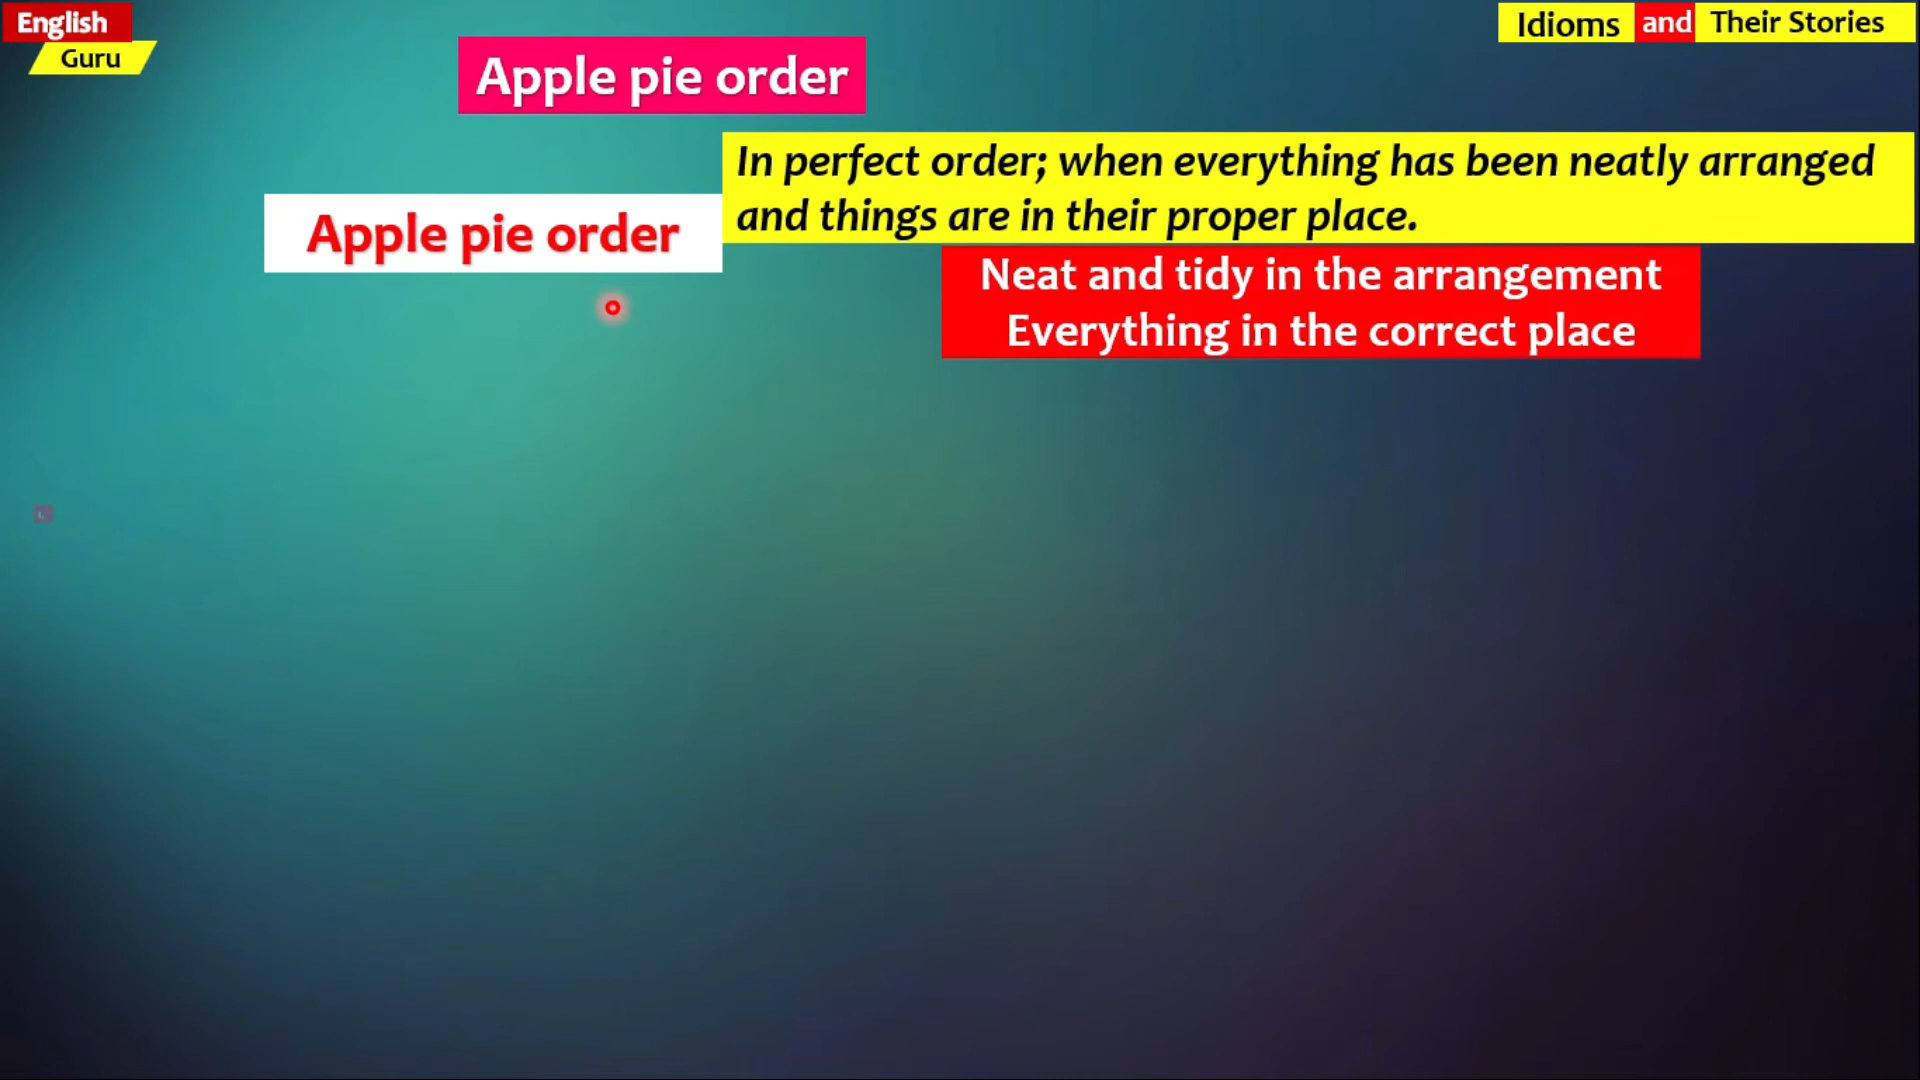 English
Guru
Idioms and Their Stories
Apple pie order
In perfect order; when everything has been neatly arranged
and things are in their proper place.
Apple pie order
Neat and tidy in the arrangement
Everything in the correct place